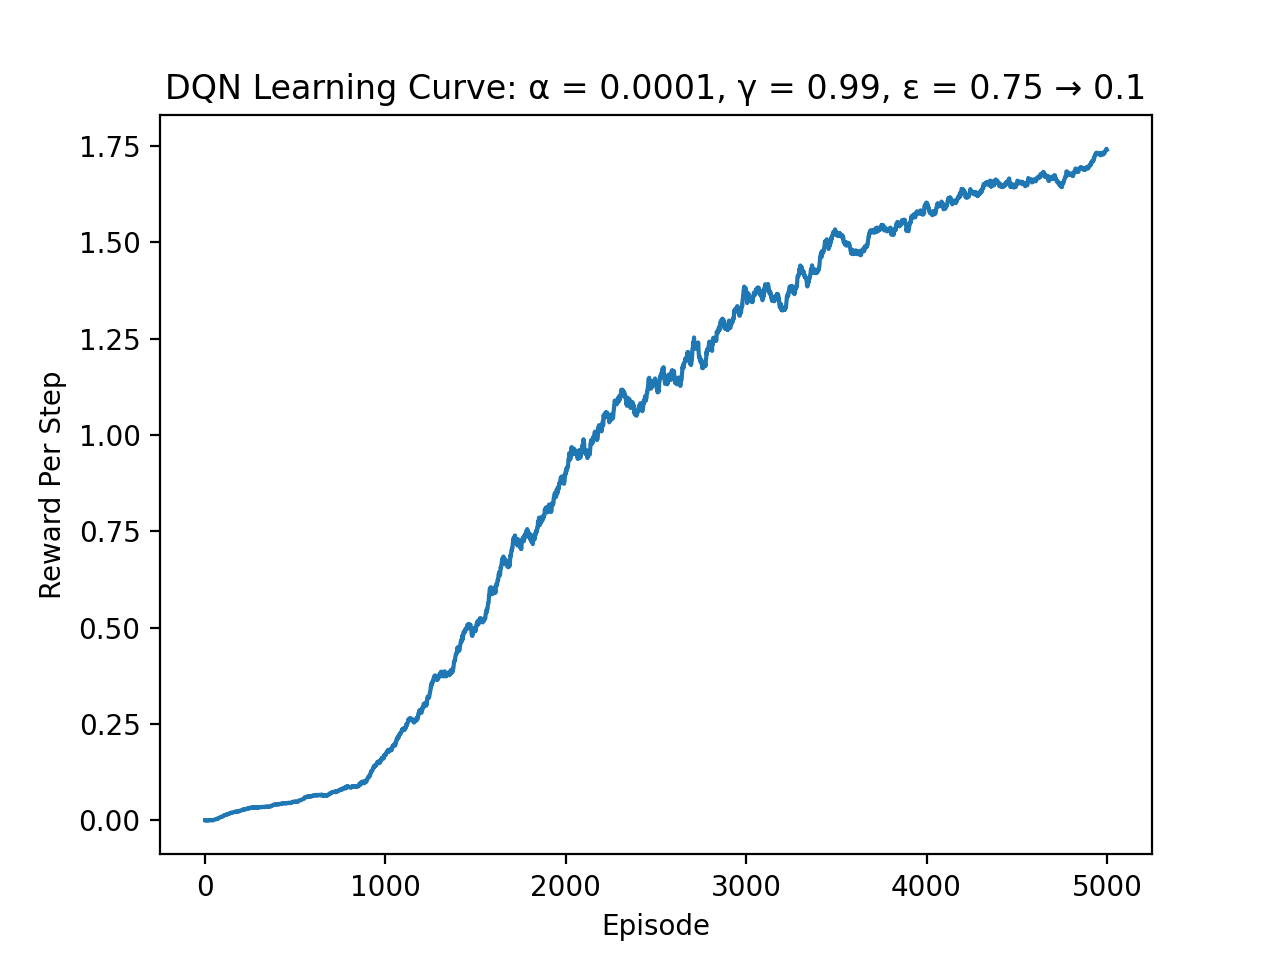 DQN Learning Curve: α = 0.0001, γ = 0.99, ε = 0.75 → 0.1
1.75
1.50
1.25
1.00
0.75
0.50
0.25
0.00
Reward Per Step
0 1000 2000 3000 4000 5000
Episode